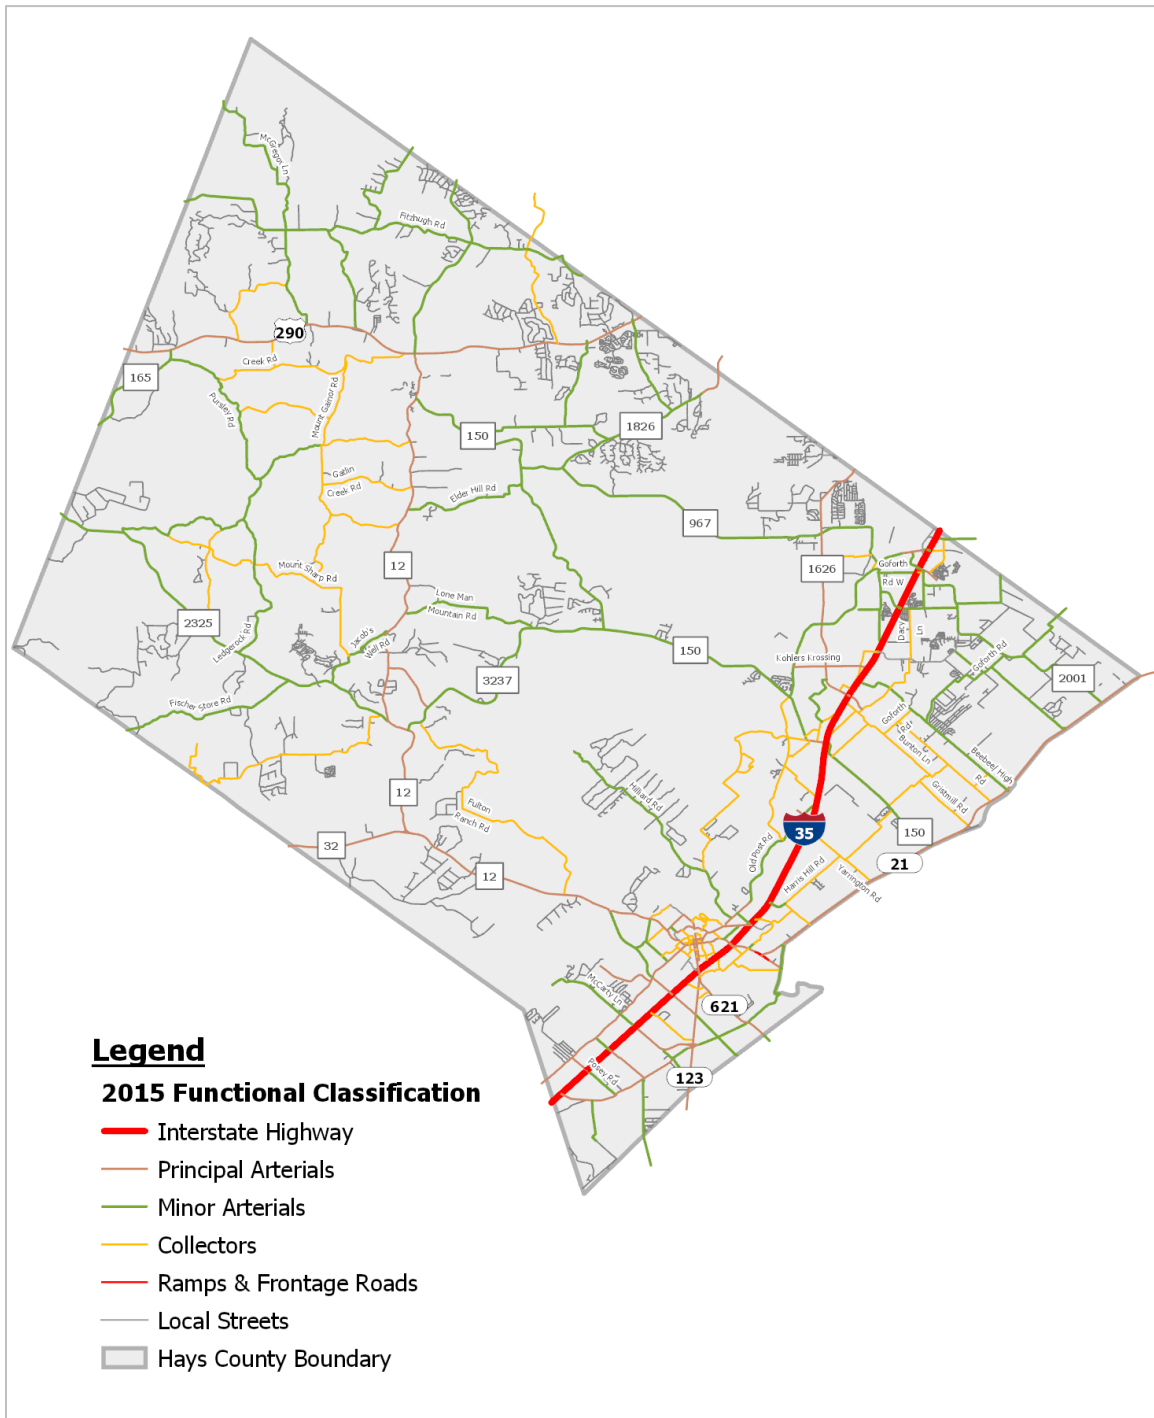 McGregor Ln
Fitzhugh Rd
290
Creek Rd
165
Pursley Rd
Mount Gainor Rd
150
1826
Gatlin
Creek Rd
Elder Hill Rd
967
12
1626
Goforth
Rd W
Mount Sharp Rd
Lone Man
Mountain Rd
2325
Ledgerock Rd
Jacob's
Well Rd
Dacy
150
Kohlers Krossing
Goforth Rd
2001
3237
Fischer Store Rd
Goforth
Rd
Bunton Ln
Beebee/ High
Rd
12
Hilliard Rd
Gristmill Rd
Fulton
Ranch Rd
35
150
32
Old Post Rd
21
12
Harris Hill Rd
Yarrington Rd
McCarty Ln
621
Posey Rd
123
Legend
2015 Functional Classification
Interstate Highway
Principal Arterials
Minor Arterials
Collectors
Ramps & Frontage Roads
Local Streets
Hays County Boundary